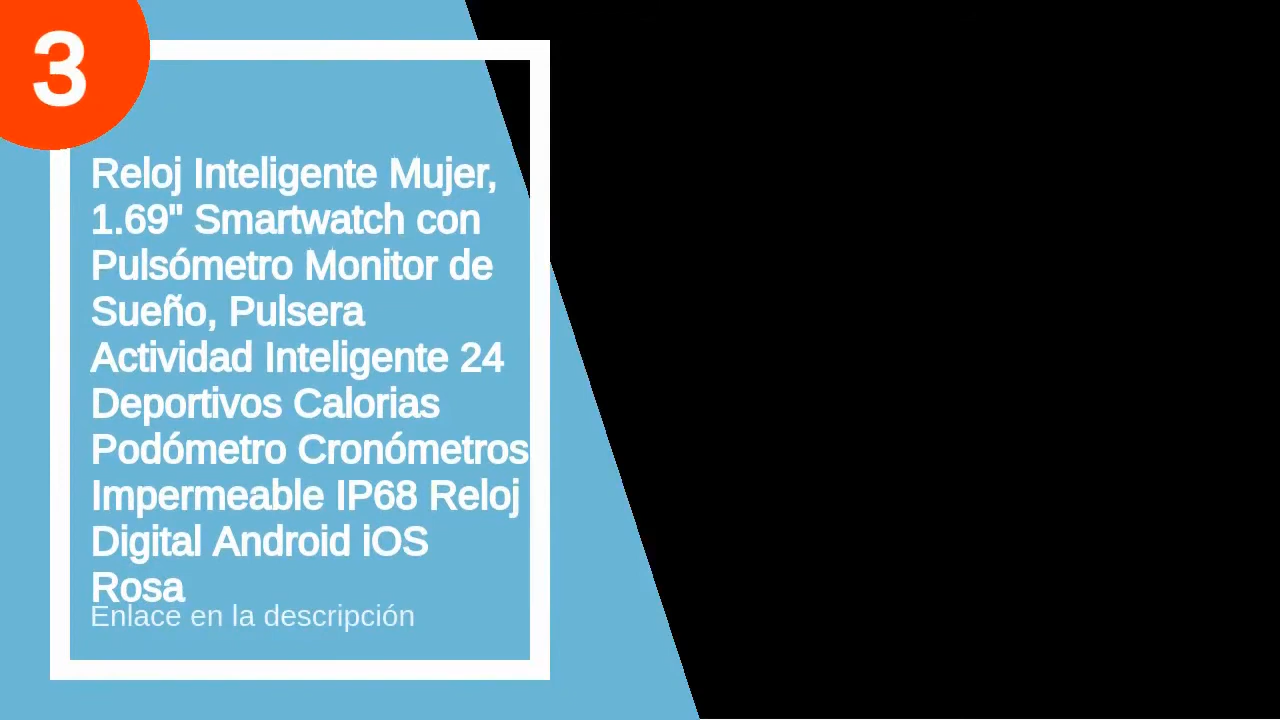 3
Reloj Inteligente Mujer,
1.69" Smartwatch con
Pulsómetro Monitor de
Sueño, Pulsera
Actividad Inteligente 24
Deportivos Calorias
Podómetro Cronómetros
Impermeable IP68 Reloj
Digital Android iOS
Rosa
Enlace en la descripción